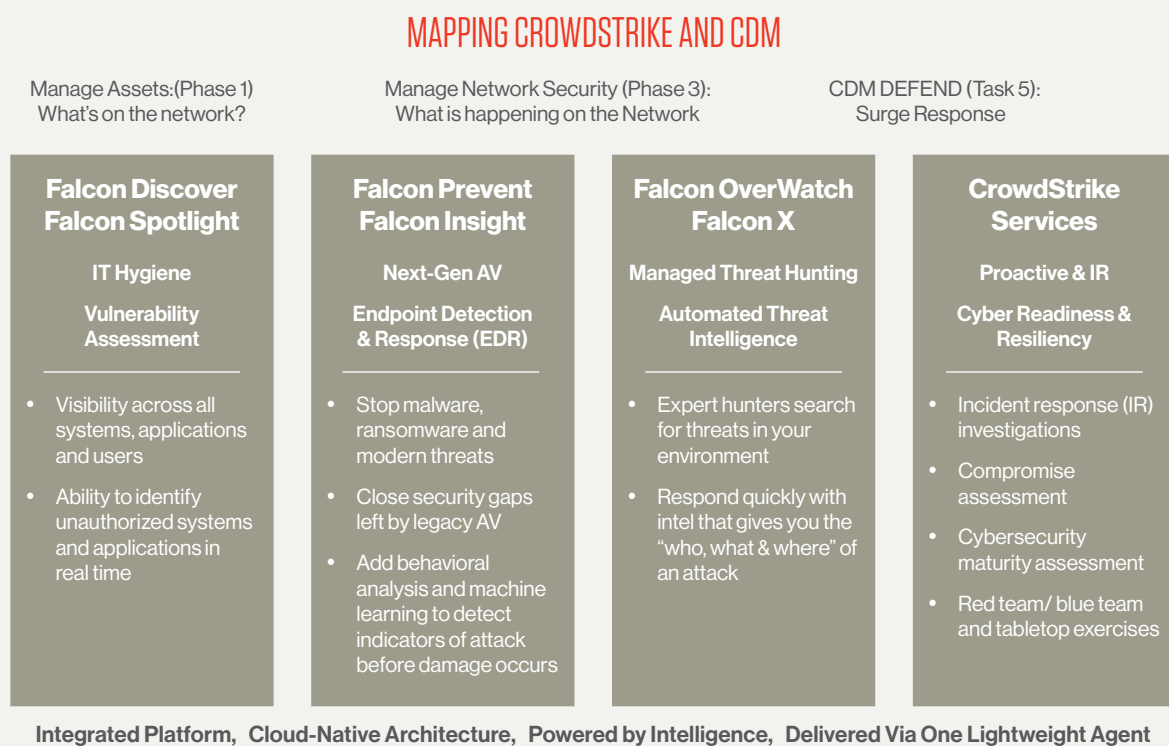 MAPPING CROWDSTRIKE AND CDM
Manage Assets:(Phase 1)
What's on the network?
Manage Network Security (Phase 3):
What is happening on the Network
CDM DEFEND (Task 5):
Surge Response
Falcon Discover
Falcon Spotlight
IT Hygiene
Vulnerability
Assessment
• Visibility across all
systems, applications
and users
• Ability to identify
unauthorized systems
and applications in
real time
Falcon Prevent
Falcon Insight
Next-Gen AV
Endpoint Detection
& Response (EDR)
• Stop malware,
ransomware and
modern threats
• Close security gaps
left by legacy AV
• Add behavioral
analysis and machine
learning to detect
indicators of attack
before damage occurs
Falcon OverWatch
Falcon X
Managed Threat Hunting
Automated Threat
Intelligence
• Expert hunters search
for threats in your
environment
• Respond quickly with
intel that gives you the
“who, what & where” of
an attack
CrowdStrike
Services
Proactive & IR
Cyber Readiness &
Resiliency
• Incident response (IR)
investigations
• Compromise
assessment
• Cybersecurity
maturity assessment
• Red team/ blue team
and tabletop exercises
Integrated Platform, Cloud-Native Architecture, Powered by Intelligence, Delivered Via One Lightweight Agent